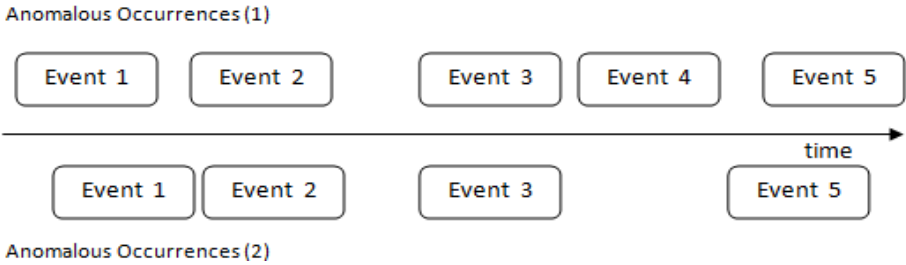 Anomalous Occurrences (1)
Event 1 Event 2 Event 3 Event 4 Event 5
time
Event 1 Event 2 Event 3 Event 5
Anomalous Occurrences (2)